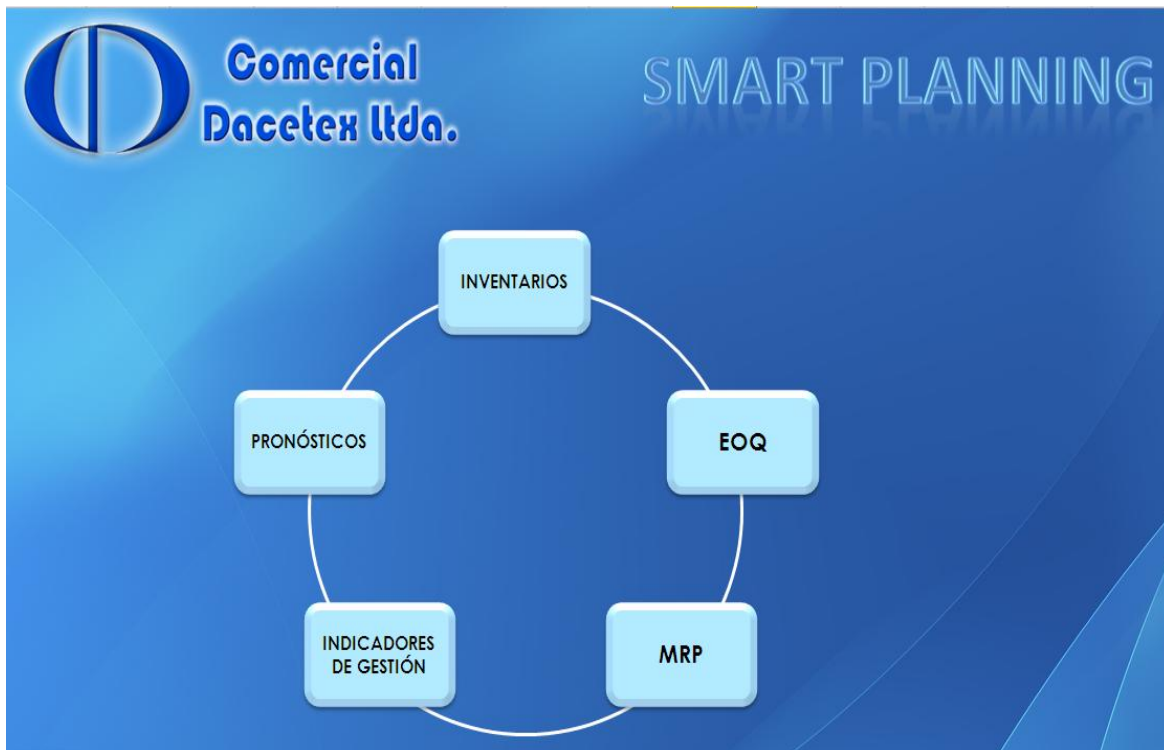 Comercial
Dacetex ltda.
SMART PLANNING
INVENTARIOS
PRONÓSTICOS
EOQ
INDICADORES
DE GESTIÓN
MRP